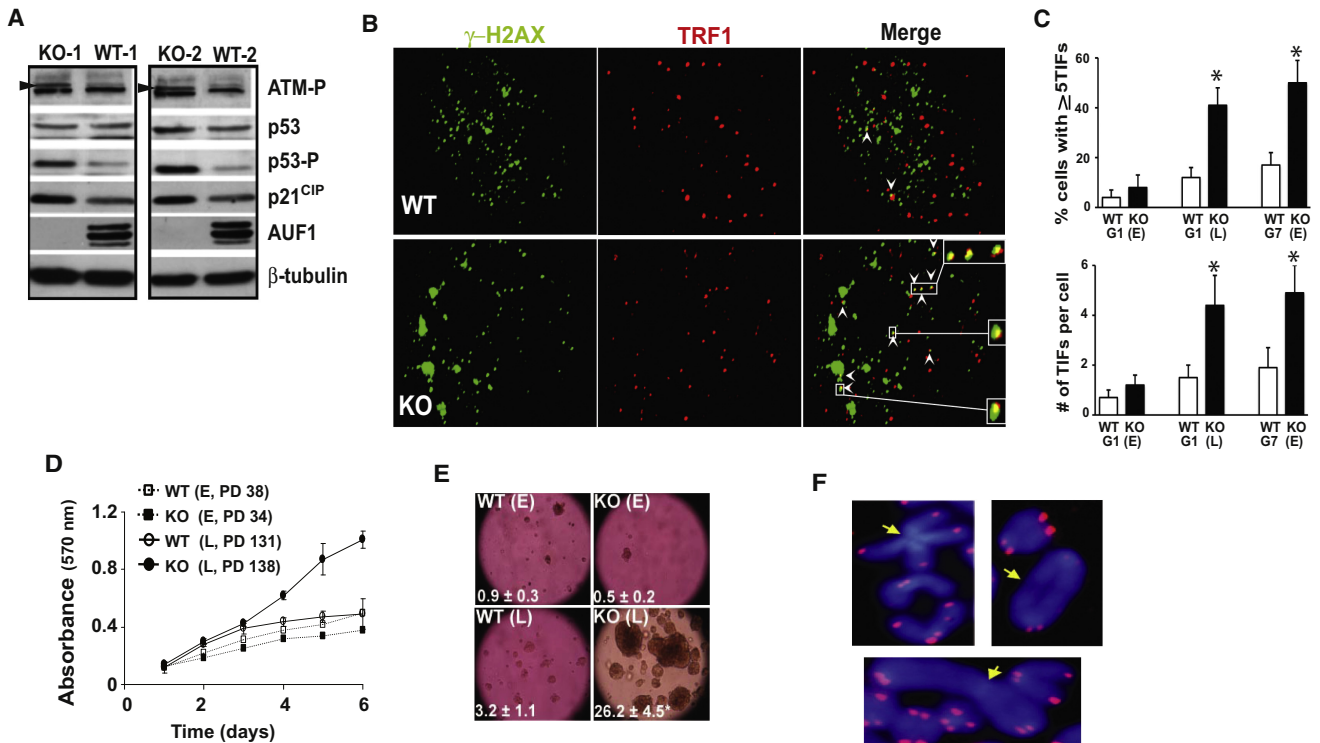 A
KO-1 WT-1 KO-2 WT-2
ATM-P
p53
p53-P
p21CIP
AUF1
β-tubulin
B
γ–H2AX TRF1 Merge
WT
KO
C
% cells with ≥5TIFs
60
40
20
0
WT KO WT KO WT KO
G1 (E) G1 (L) G7 (E)
* *
# of TIFs per cell
6
4
2
0
WT KO WT KO WT KO
G1 (E) G1 (L) G7 (E)
* *
D
WT (E, PD 38)
KO (E, PD 34)
WT (L, PD 131)
KO (L, PD 138)
Absorbance (570 nm)
1.2
0.8
0.4
0
0 2 4 6
Time (days)
E
WT (E) KO (E)
0.9 ± 0.3 0.5 ± 0.2
WT (L) KO (L)
3.2 ± 1.1 26.2 ± 4.5*
F